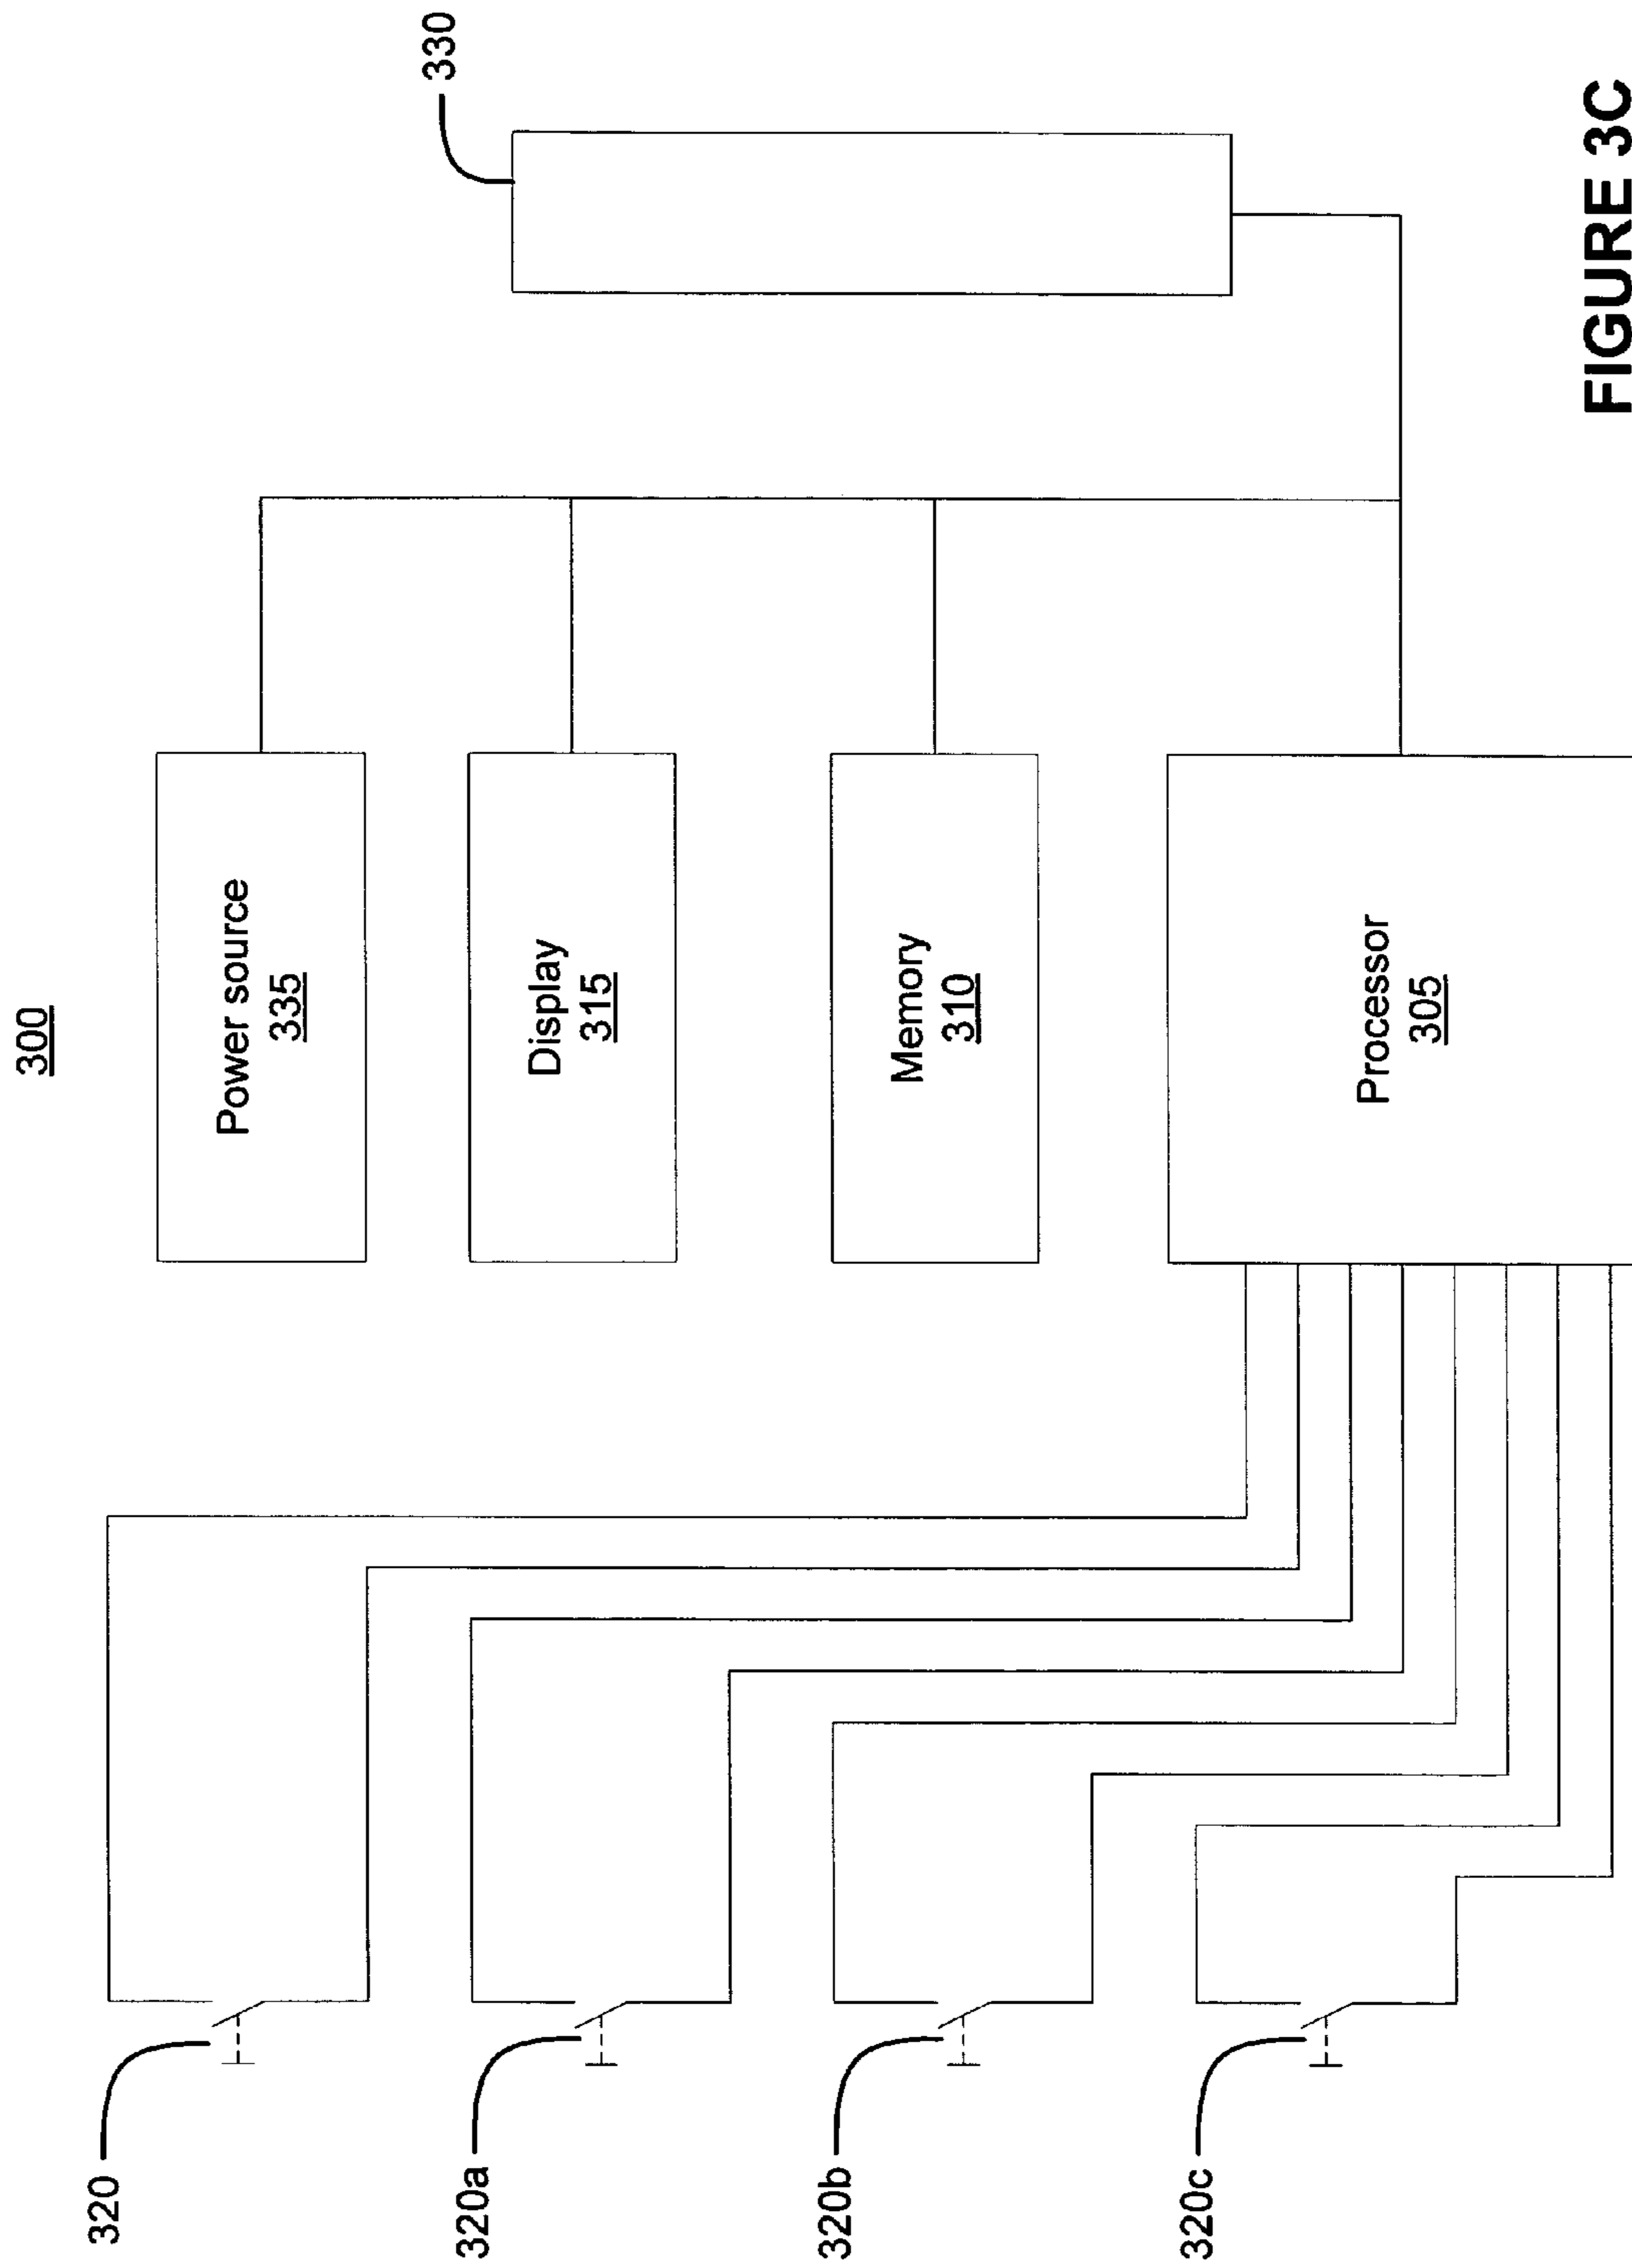 300
330
Power source
335
Display
315
Memory
310
Processor
305
320
320a
320b
320c
FIGURE 3C